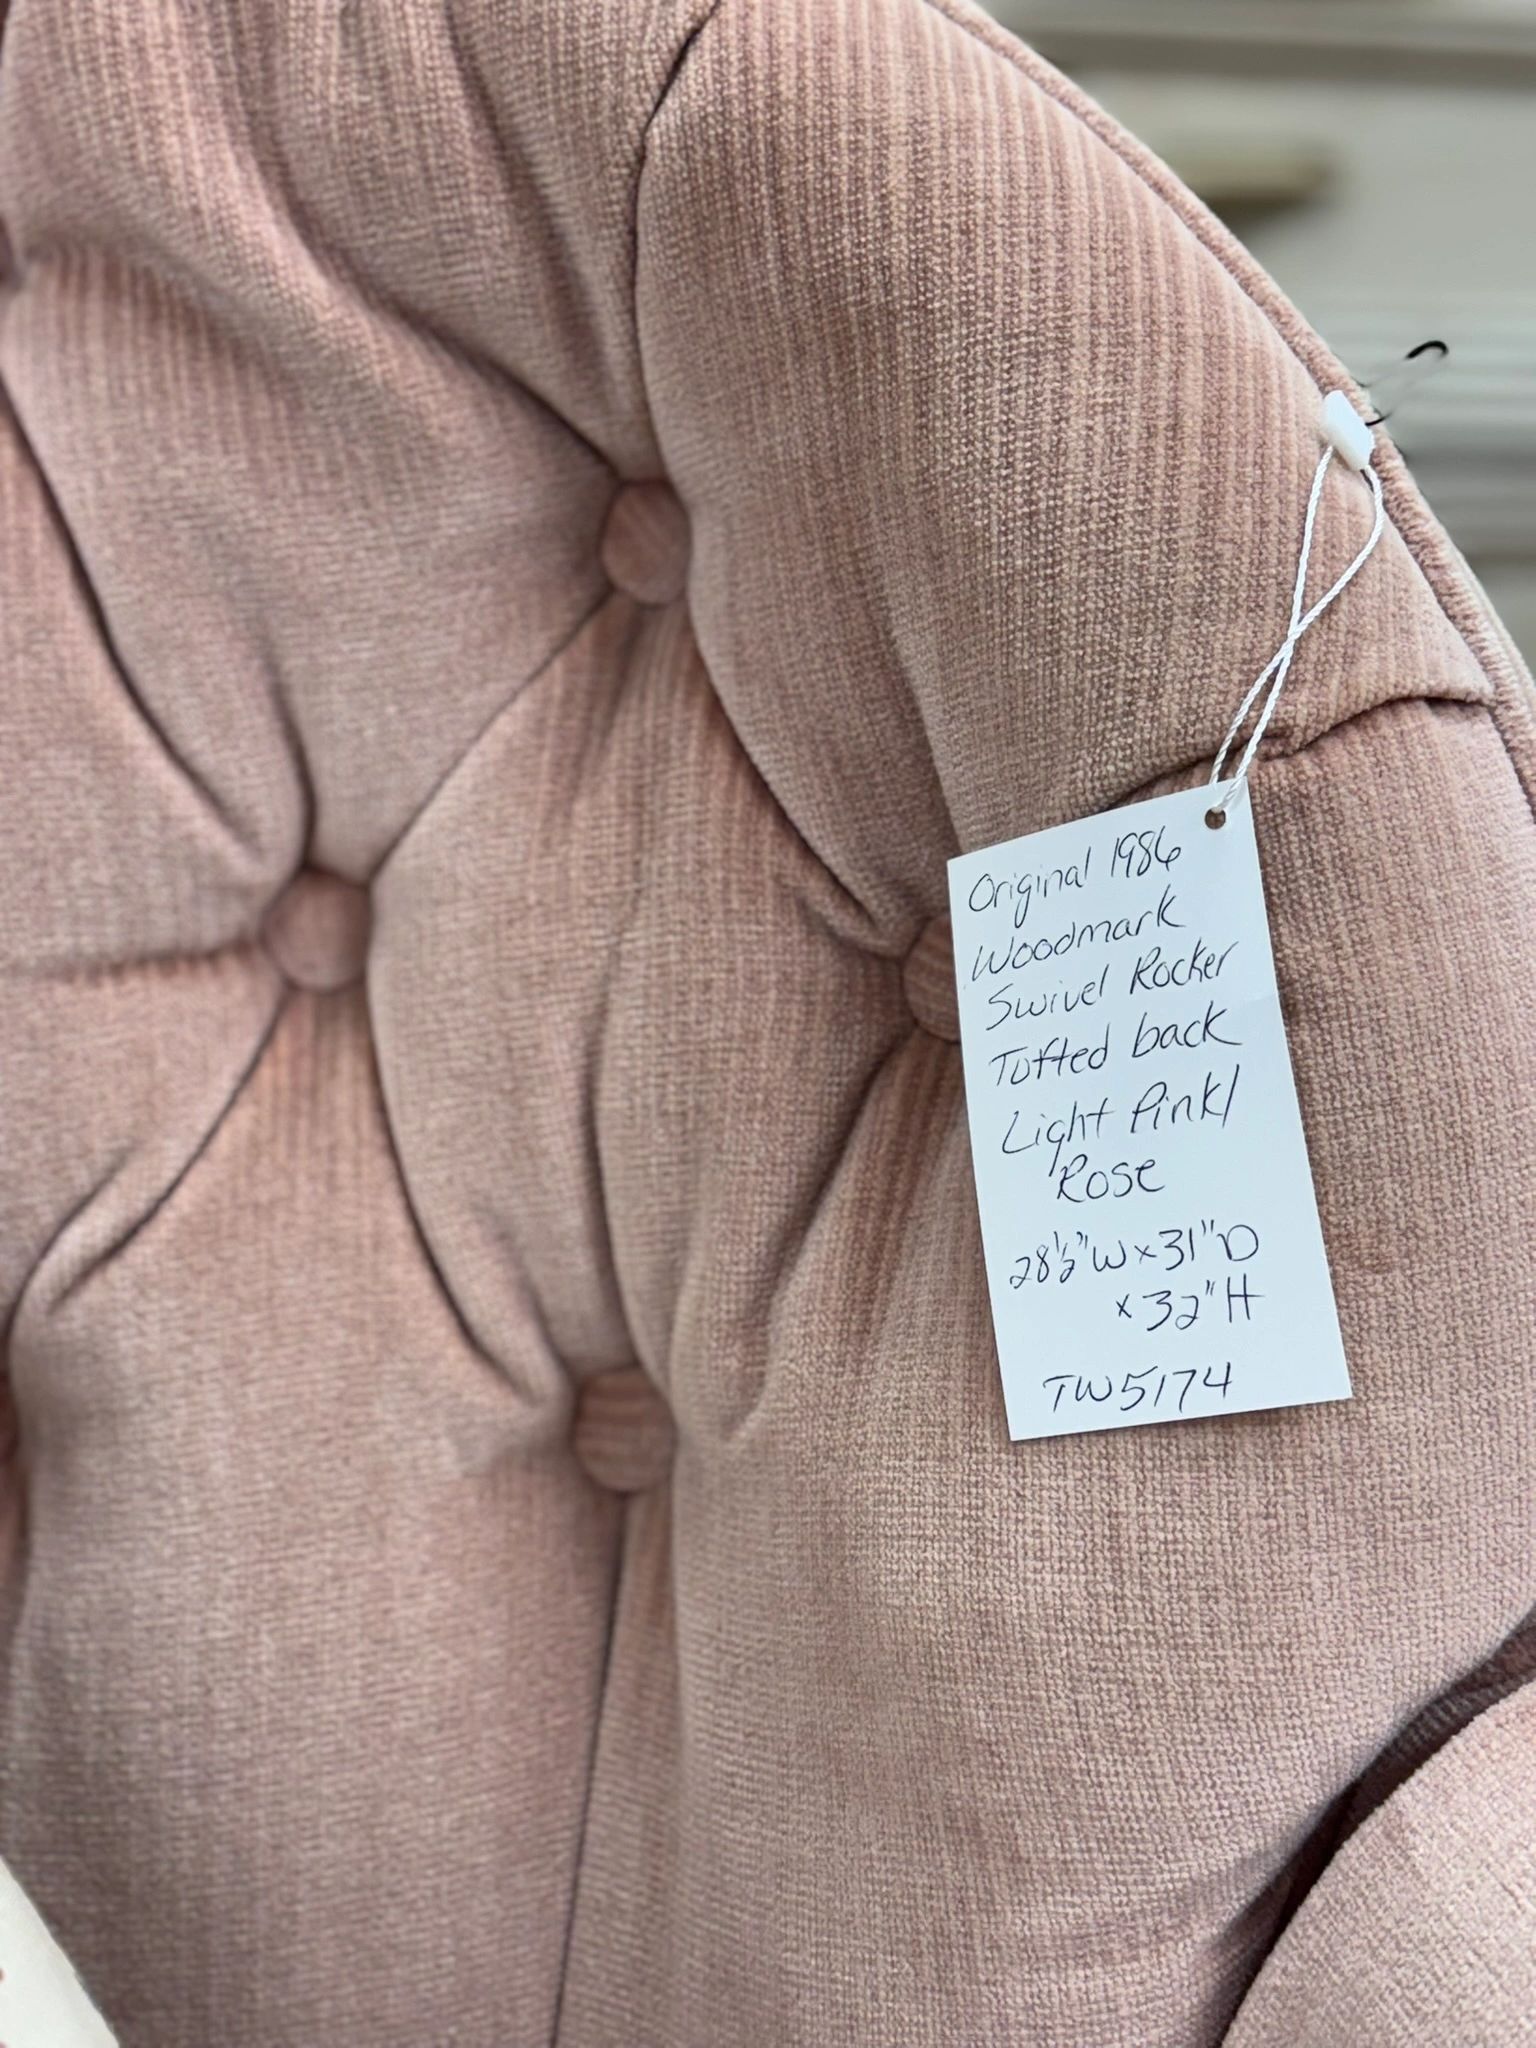 Original 1986
Woodmark
Swivel Rocker
Tufted back
Light Pink/
Rose
28½"W x 31"D
x 32"H
TW5174